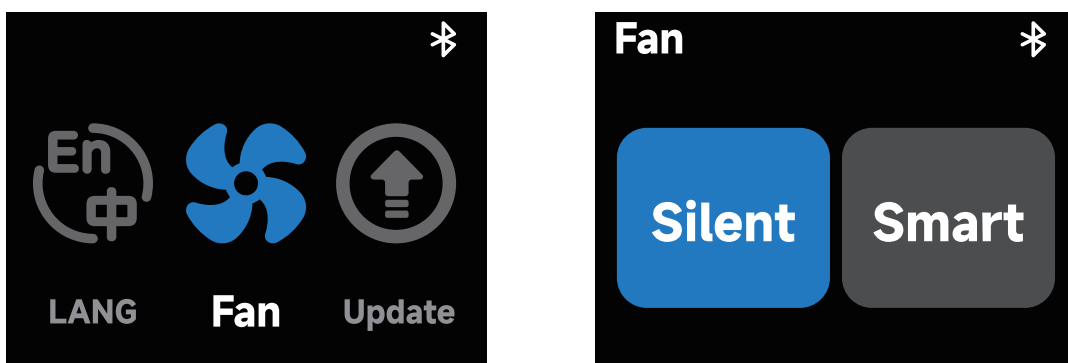 En
中
LANG
Fan
Update
Fan
Silent
Smart